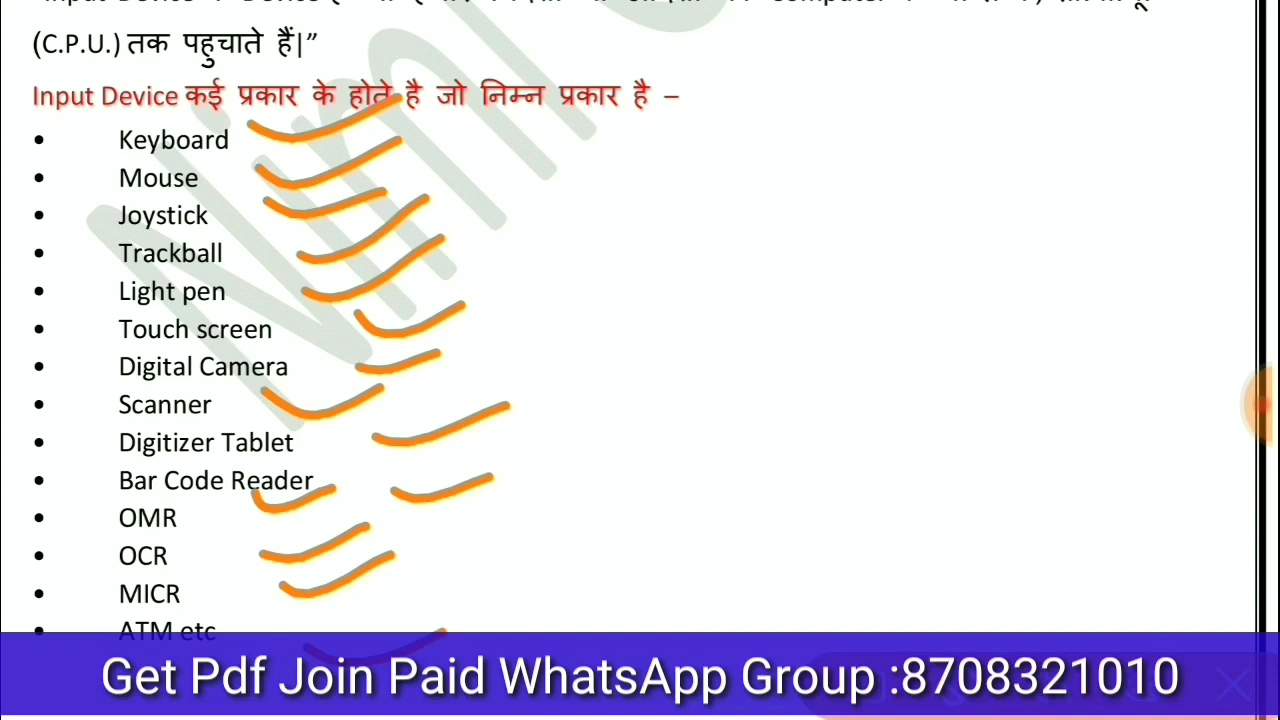 (C.P.U.) तक पहुचाते हैं|”
Input Device कई प्रकार के होते है जो निम्न प्रकार है –
• Keyboard
• Mouse
• Joystick
• Trackball
• Light pen
• Touch screen
• Digital Camera
• Scanner
• Digitizer Tablet
• Bar Code Reader
• OMR
• OCR
• MICR
• ATM etc
Get Pdf Join Paid WhatsApp Group :8708321010